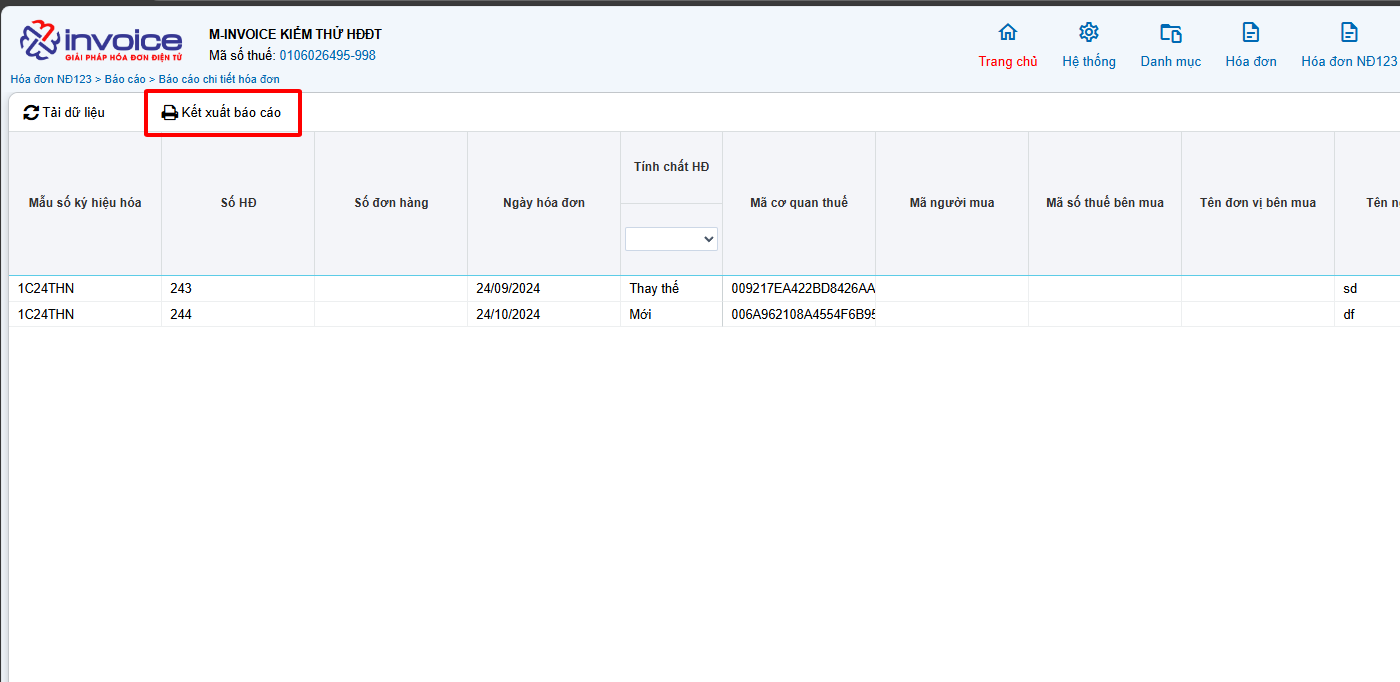 invoice
GIẢI PHÁP HÓA ĐƠN ĐIỆN TỬ
M-INVOICE KIỂM THỬ HĐĐT
Mã số thuế: 0106026495-998
Trang chủ
Hệ thống
Danh mục
Hóa đơn
Hóa đơn NĐ123
Hóa đơn NĐ123 > Báo cáo > Báo cáo chi tiết hóa đơn
Tải dữ liệu
Kết xuất báo cáo
Mẫu số ký hiệu hóa
Số HĐ
Số đơn hàng
Ngày hóa đơn
Tính chất HĐ
Mã cơ quan thuế
Mã người mua
Mã số thuế bên mua
Tên đơn vị bên mua
Tên
1C24THN 243 24/09/2024 Thay thế 009217EA422BD8426AA sd
1C24THN 244 24/10/2024 Mới 006A962108A4554F6B95 df